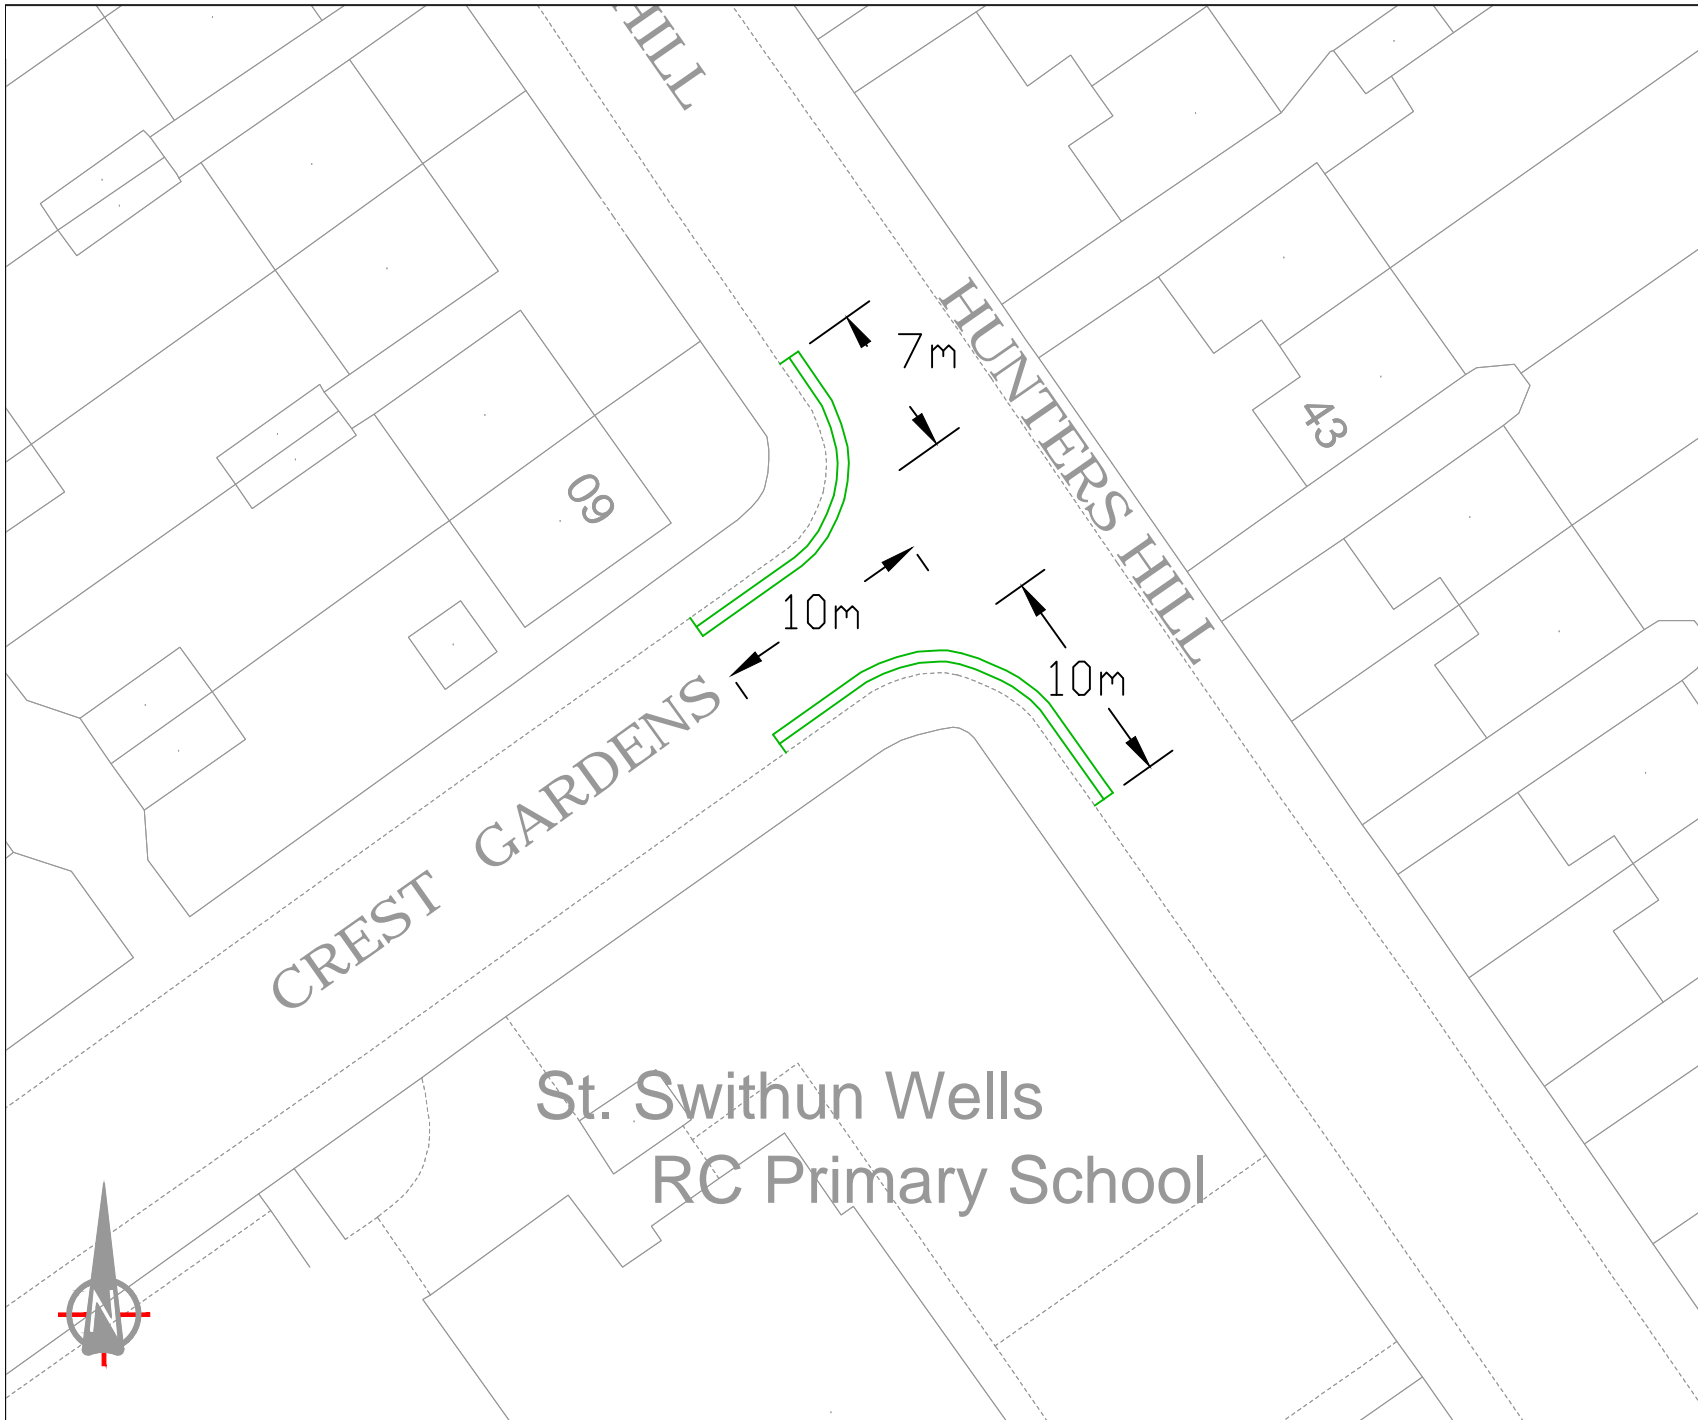 HILL
HUNTERS HILL
7m
43
60
10m
10m
CREST GARDENS
St. Swithun Wells
RC Primary School
N